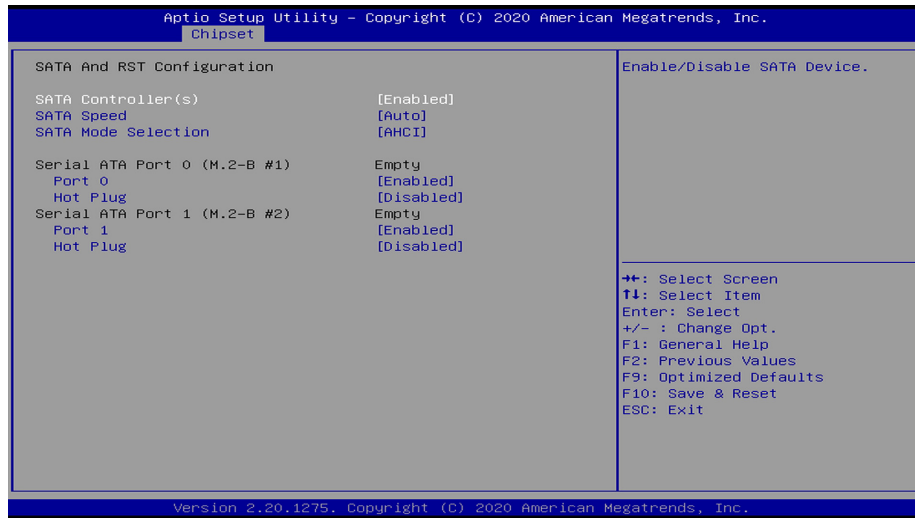 Aptio Setup Utility – Copyright (C) 2020 American Megatrends, Inc.
Chipset
SATA And RST Configuration
SATA Controller(s) [Enabled]
SATA Speed [Auto]
SATA Mode Selection [AHCI]
Serial ATA Port 0 (M.2-B #1) Empty
Port 0 [Enabled]
Hot Plug [Disabled]
Serial ATA Port 1 (M.2-B #2) Empty
Port 1 [Enabled]
Hot Plug [Disabled]
Enable/Disable SATA Device.
→←: Select Screen
↑↓: Select Item
Enter: Select
+/- : Change Opt.
F1: General Help
F2: Previous Values
F9: Optimized Defaults
F10: Save & Reset
ESC: Exit
Version 2.20.1275. Copyright (C) 2020 American Megatrends, Inc.